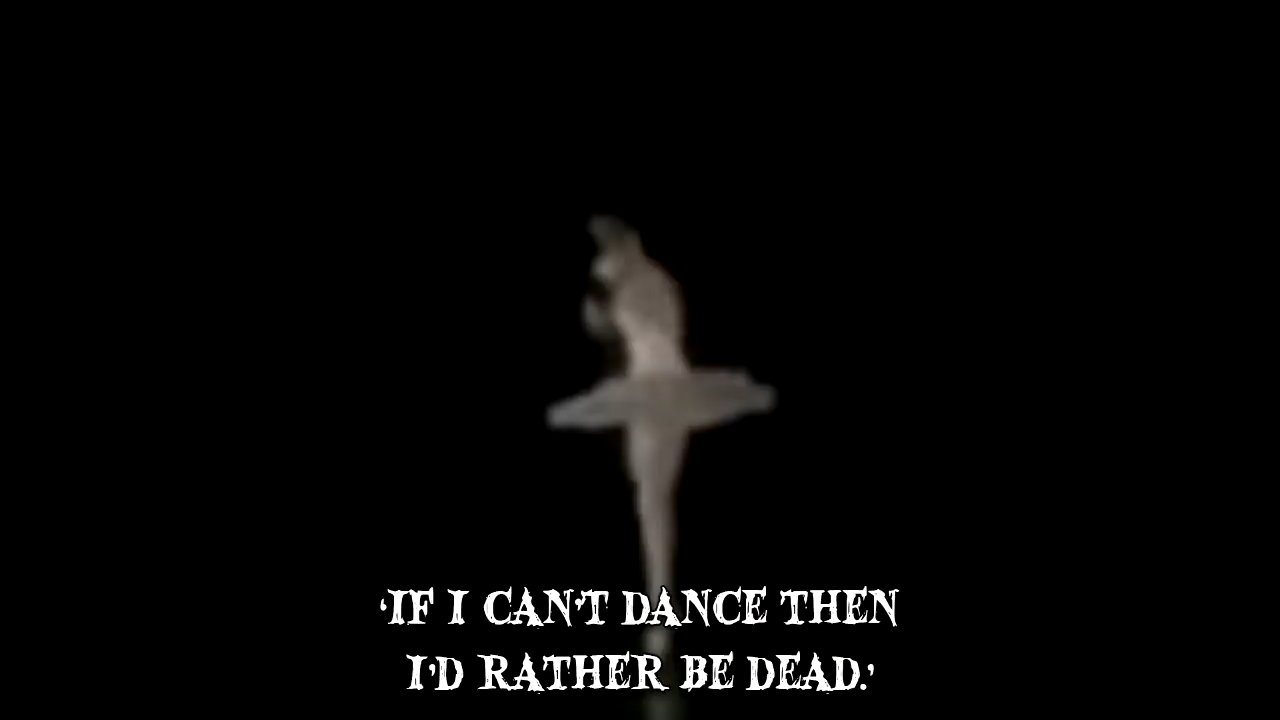 'IF I CAN'T DANCE THEN
I'D RATHER BE DEAD.'